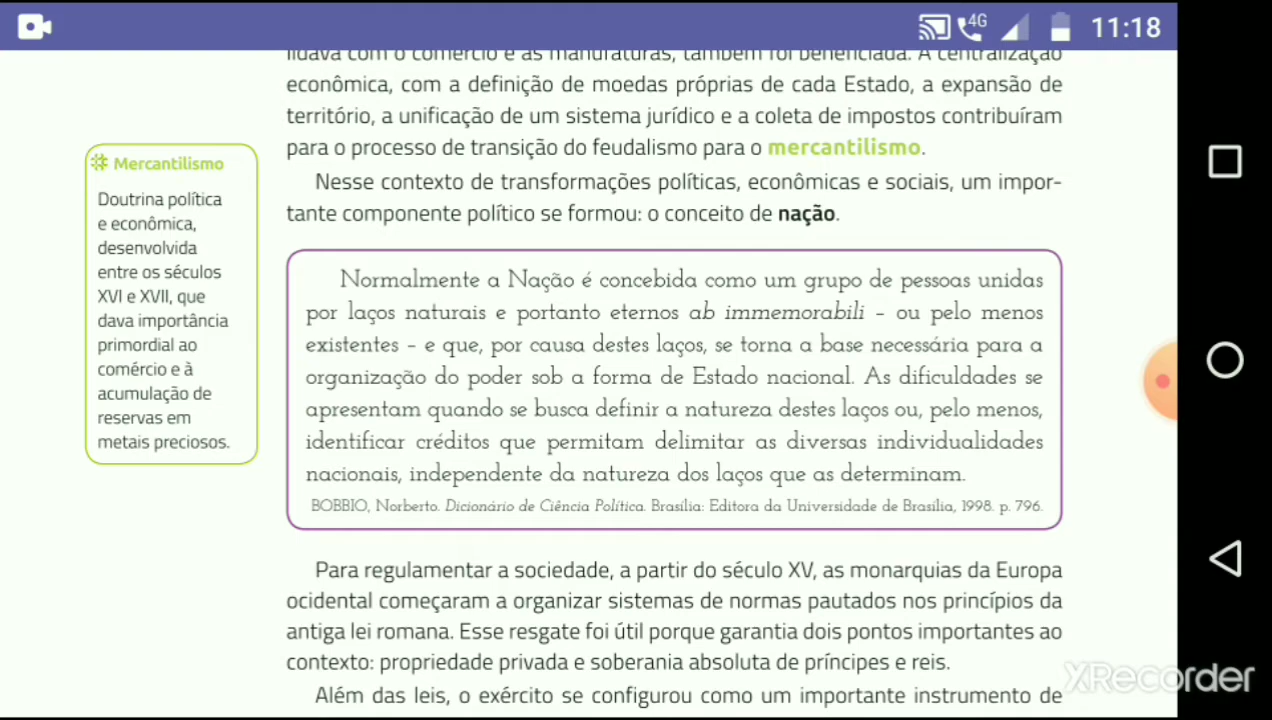 4G 11:18
lidava com o comércio e as manufaturas, também foi beneficiada. A centralização
econômica, com a definição de moedas próprias de cada Estado, a expansão de
território, a unificação de um sistema jurídico e a coleta de impostos contribuíram
para o processo de transição do feudalismo para o mercantilismo.
Nesse contexto de transformações políticas, econômicas e sociais, um impor-
tante componente político se formou: o conceito de nação.
Mercantilismo
Doutrina política
e econômica,
desenvolvida
entre os séculos
XVI e XVII, que
dava importância
primordial ao
comércio e à
acumulação de
reservas em
metais preciosos.
Normalmente a Nação é concebida como um grupo de pessoas unidas
por laços naturais e portanto eternos ab immemorabili – ou pelo menos
existentes – e que, por causa destes laços, se torna a base necessária para a
organização do poder sob a forma de Estado nacional. As dificuldades se
apresentam quando se busca definir a natureza destes laços ou, pelo menos,
identificar créditos que permitam delimitar as diversas individualidades
nacionais, independente da natureza dos laços que as determinam.
BOBBIO, Norberto. Dicionário de Ciência Política. Brasília: Editora da Universidade de Brasília, 1998. p. 796.
Para regulamentar a sociedade, a partir do século XV, as monarquias da Europa
ocidental começaram a organizar sistemas de normas pautados nos princípios da
antiga lei romana. Esse resgate foi útil porque garantia dois pontos importantes ao
contexto: propriedade privada e soberania absoluta de príncipes e reis.
Além das leis, o exército se configurou como um importante instrumento de
XRecorder